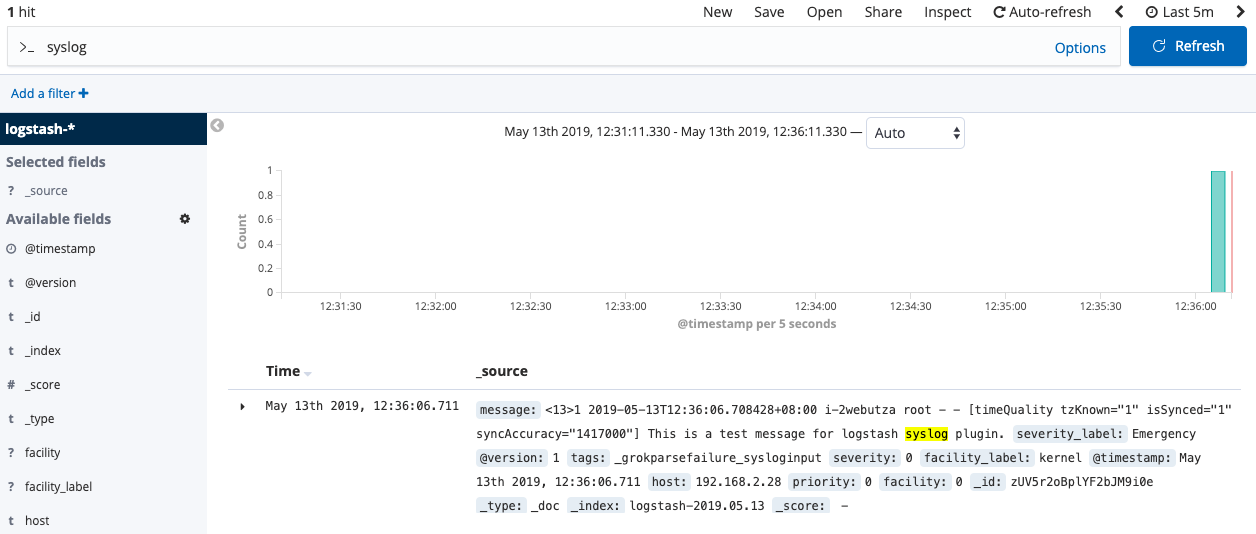 1 hit
New Save Open Share Inspect Auto-refresh Last 5m
>_ syslog Options Refresh
Add a filter +
logstash-*
May 13th 2019, 12:31:11.330 - May 13th 2019, 12:36:11.330 — Auto
Selected fields
? _source
Available fields
@timestamp
t @version
t _id
t _index
# _score
t _type
? facility
? facility_label
t host
Count
1
0.8
0.6
0.4
0.2
0
12:31:30 12:32:00 12:32:30 12:33:00 12:33:30 12:34:00 12:34:30 12:35:00 12:35:30 12:36:00
@timestamp per 5 seconds
Time _source
May 13th 2019, 12:36:06.711 message: <13>1 2019-05-13T12:36:06.708428+08:00 i-2webutza root - - [timeQuality tzKnown="1" isSynced="1"
syncAccuracy="1417000"] This is a test message for logstash syslog plugin. severity_label: Emergency
@version: 1 tags: _grokparsefailure_sysloginput severity: 0 facility_label: kernel @timestamp: May
13th 2019, 12:36:06.711 host: 192.168.2.28 priority: 0 facility: 0 _id: zUV5r2oBplYF2bJM9i0e
_type: _doc _index: logstash-2019.05.13 _score: -